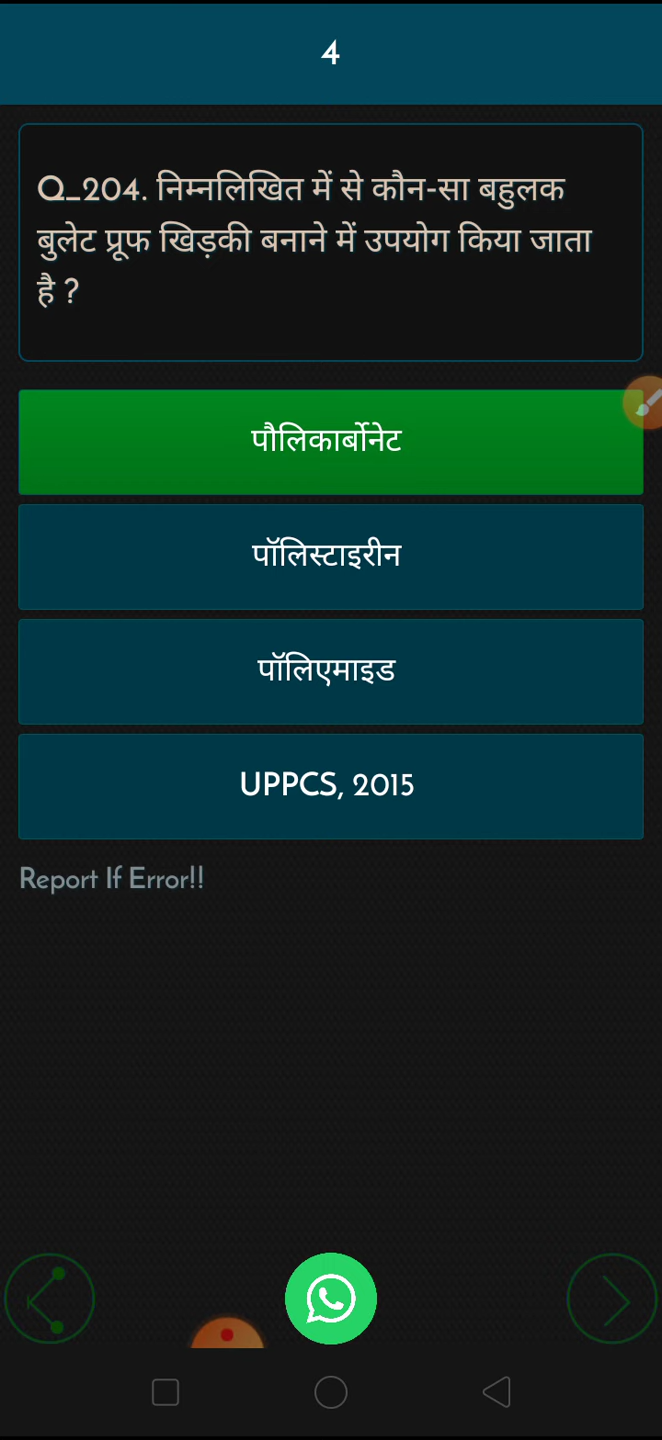 4
Q_204. निम्नलिखित में से कौन-सा बहुलक
बुलेट प्रूफ खिड़की बनाने में उपयोग किया जाता
है ?
पौलिकार्बोनेट
पॉलिस्टाइरीन
पॉलिएमाइड
UPPCS, 2015
Report If Error!!